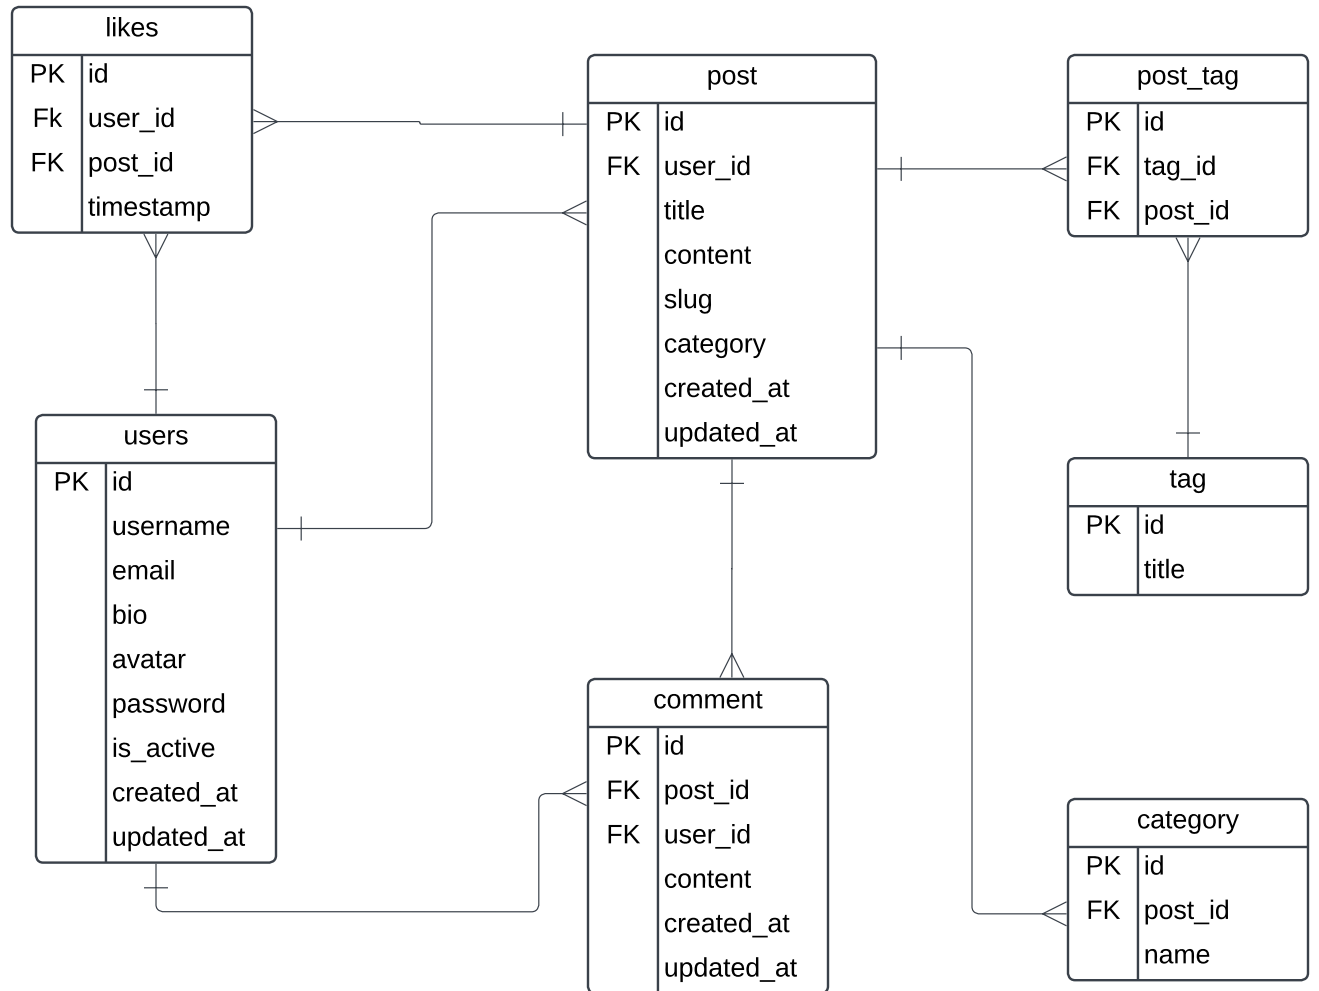 likes
PK id
Fk user_id
FK post_id
timestamp
post
PK id
FK user_id
title
content
slug
category
created_at
updated_at
post_tag
PK id
FK tag_id
FK post_id
users
PK id
username
email
bio
avatar
password
is_active
created_at
updated_at
tag
PK id
title
comment
PK id
FK post_id
FK user_id
content
created_at
updated_at
category
PK id
FK post_id
name